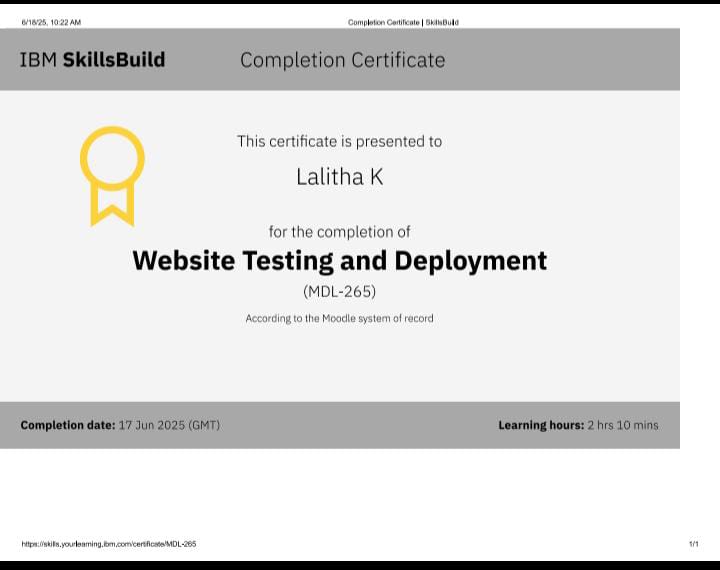 6/18/25, 10:22 AM
Completion Certificate | SkillsBuild
IBM SkillsBuild
Completion Certificate
This certificate is presented to
Lalitha K
for the completion of
Website Testing and Deployment
(MDL-265)
According to the Moodle system of record
Completion date: 17 Jun 2025 (GMT)
Learning hours: 2 hrs 10 mins
https://skills.yourlearning.ibm.com/certificate/MDL-265
1/1